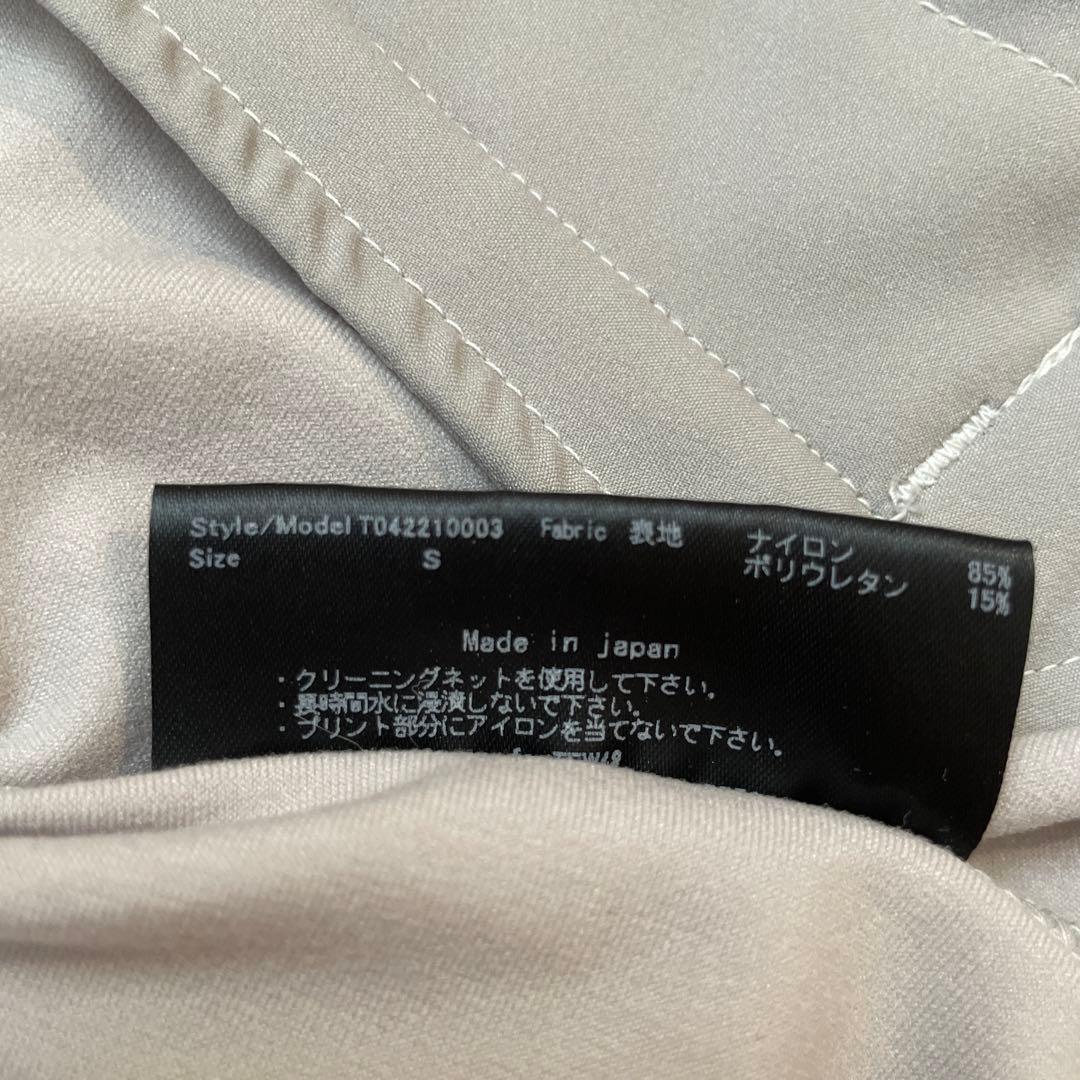 Style/Model T042210003 Fabric 表地 ナイロン 85%
Size S ポリウレタン 15%
Made in japan
・クリーニングネットを使用して下さい。
・長時間水に浸漬しないで下さい。
・プリント部分にアイロンを当てないで下さい。